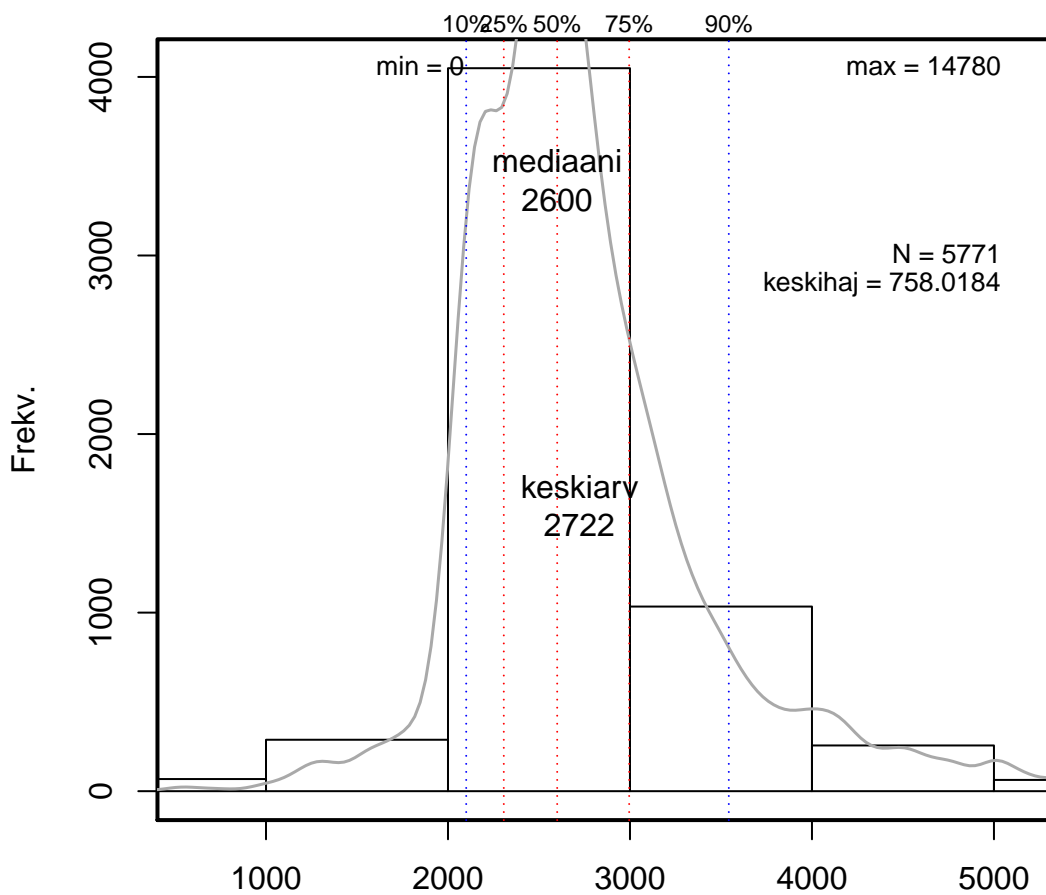 10% 25% 50% 75% 90%
min = 0 max = 14780
mediaani
2600
N = 5771
keskihaj = 758.0184
keskiarv
2722
Frekv.
4000
3000
2000
1000
0
1000 2000 3000 4000 5000